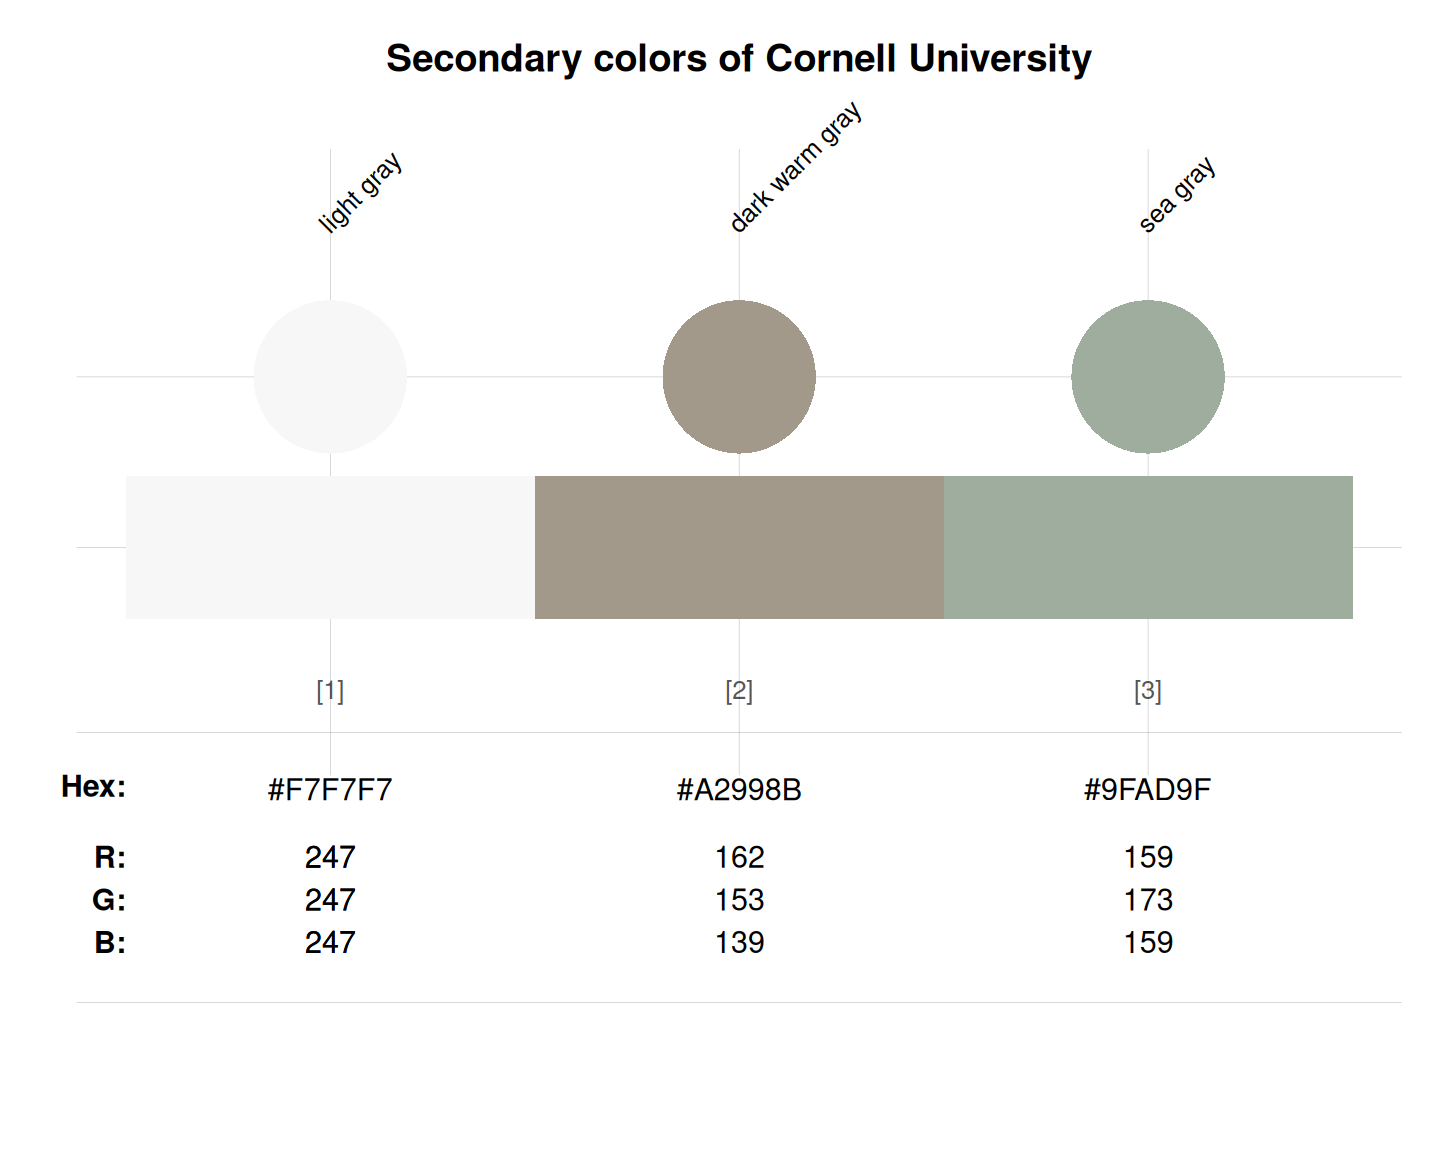 Secondary colors of Cornell University
light gray
dark warm gray
sea gray
[1] [2] [3]
Hex: #F7F7F7 #A2998B #9FAD9F
R: 247 162 159
G: 247 153 173
B: 247 139 159